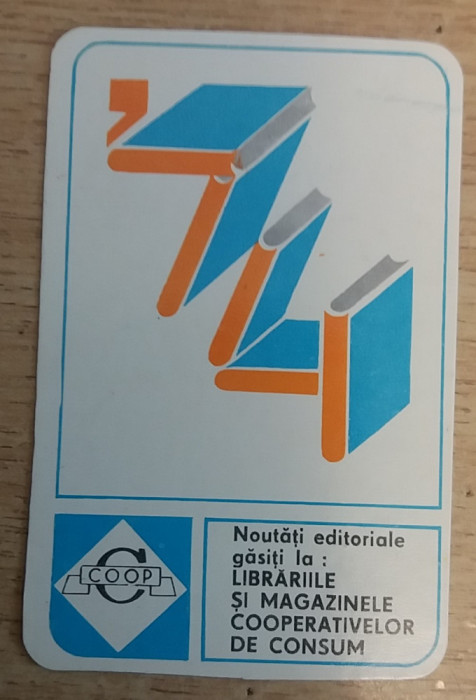 '74
C
COOP
Noutăți editoriale
găsiți la :
LIBRĂRIILE
ȘI MAGAZINELE
COOPERATIVELOR
DE CONSUM